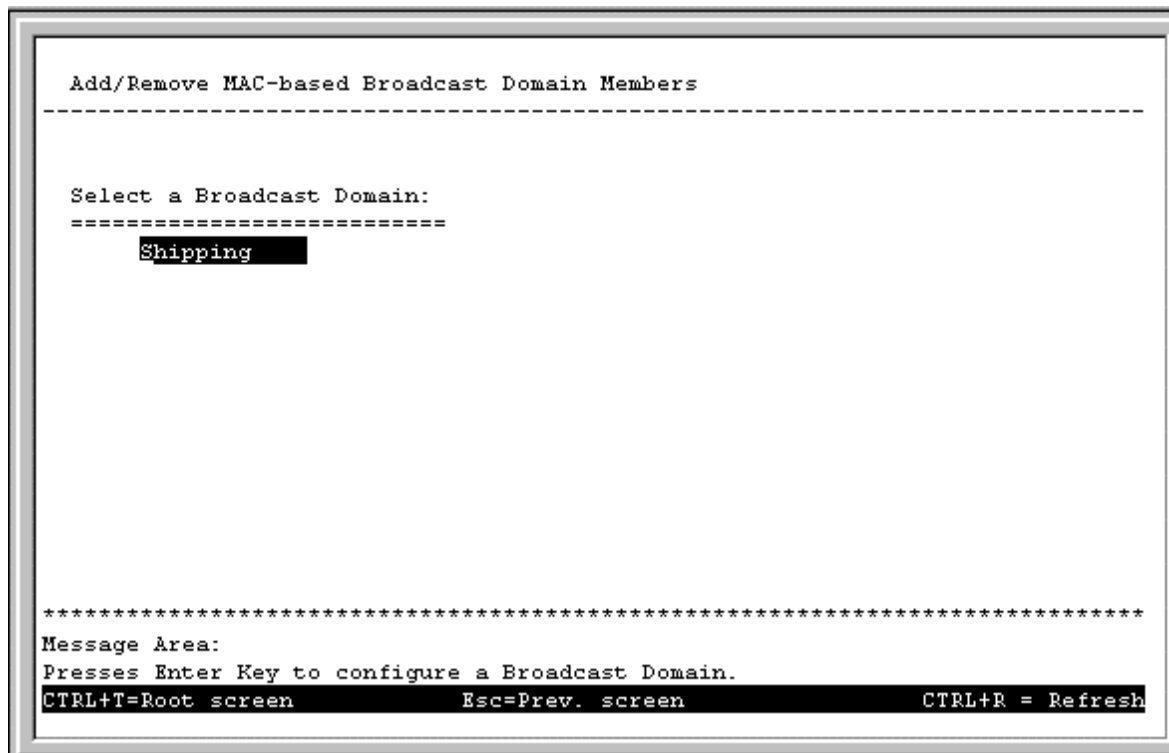 Add/Remove MAC-based Broadcast Domain Members
-------------------------------------------------------------------------------
Select a Broadcast Domain:
===========================
Shipping
*******************************************************************************
Message Area:
Presses Enter Key to configure a Broadcast Domain.
CTRL+T=Root screen Esc=Prev. screen CTRL+R = Refresh